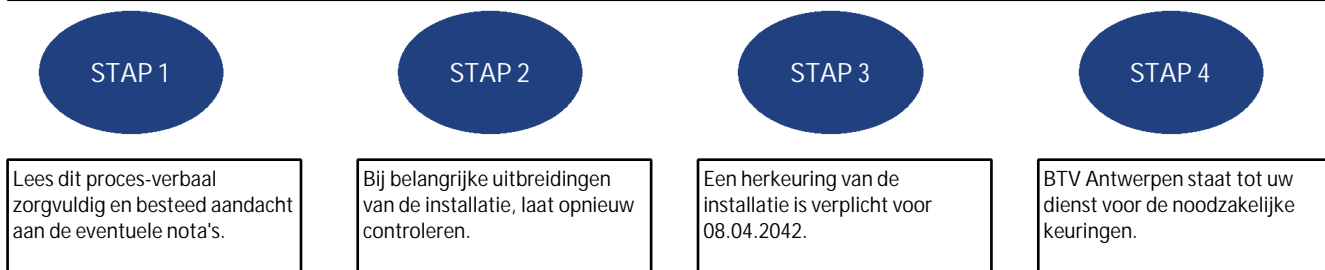 STAP 1
STAP 2
STAP 3
STAP 4
Lees dit proces-verbaal
zorgvuldig en besteed aandacht
aan de eventuele nota's.
Bij belangrijke uitbreidingen
van de installatie, laat opnieuw
controleren.
Een herkeuring van de
installatie is verplicht voor
08.04.2042.
BTV Antwerpen staat tot uw
dienst voor de noodzakelijke
keuringen.